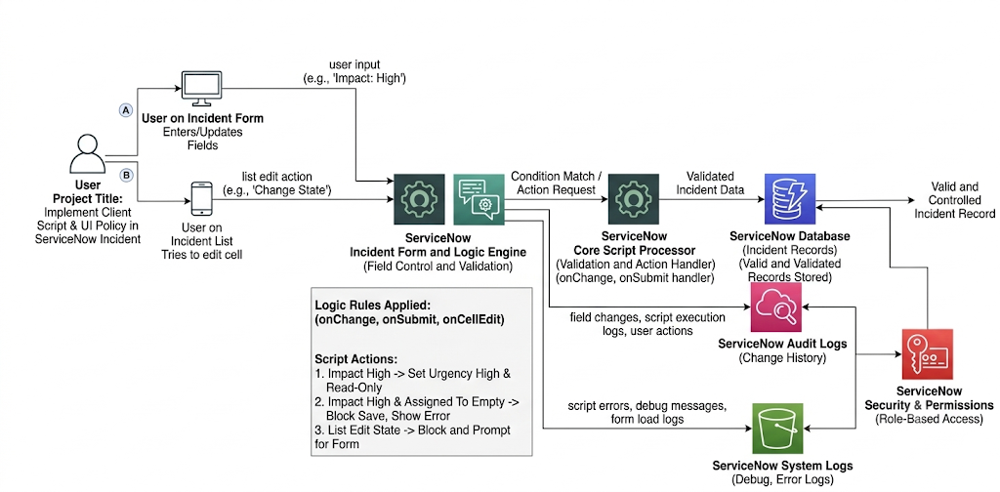 user input
(e.g., 'Impact: High')
A
User on Incident Form
Enters/Updates
Fields
B
User
Project Title:
Implement Client
Script & UI Policy in
ServiceNow Incident
list edit action
(e.g., 'Change State')
User on
Incident List
Tries to edit cell
ServiceNow
Incident Form and Logic Engine
(Field Control and Validation)
Condition Match /
Action Request
ServiceNow
Core Script Processor
(Validation and Action Handler)
(onChange, onSubmit handler)
Validated
Incident Data
ServiceNow Database
(Incident Records)
(Valid and Validated
Records Stored)
Valid and
Controlled
Incident Record
Logic Rules Applied:
(onChange, onSubmit, onCellEdit)
Script Actions:
1. Impact High -> Set Urgency High &
Read-Only
2. Impact High & Assigned To Empty ->
Block Save, Show Error
3. List Edit State -> Block and Prompt
for Form
field changes, script execution
logs, user actions
ServiceNow Audit Logs
(Change History)
ServiceNow
Security & Permissions
(Role-Based Access)
script errors, debug messages,
form load logs
ServiceNow System Logs
(Debug, Error Logs)